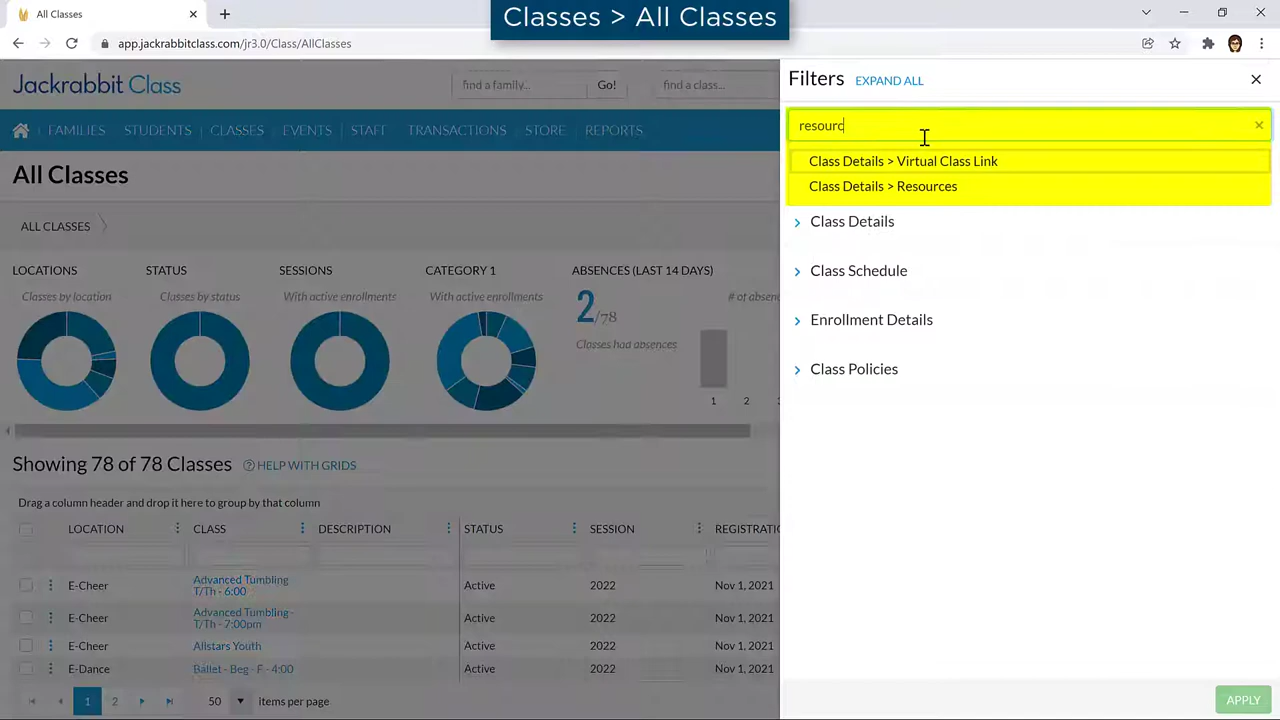 Classes > All Classes
All Classes
app.jackrabbitclass.com/jr3.0/Class/AllClasses
Jackrabbit Class
find a family...
Go!
find a class...
FAMILIES STUDENTS CLASSES EVENTS STAFF TRANSACTIONS STORE REPORTS
All Classes
ALL CLASSES
LOCATIONS
Classes by location
STATUS
Classes by status
SESSIONS
With active enrollments
CATEGORY 1
With active enrollments
ABSENCES (LAST 14 DAYS)
2/78
Classes had absences
# of absenc
1 2
Showing 78 of 78 Classes
HELP WITH GRIDS
Drag a column header and drop it here to group by that column
LOCATION CLASS DESCRIPTION STATUS SESSION REGISTRATIO
E-Cheer Advanced Tumbling T/Th - 6:00 Active 2022 Nov 1, 2021
E-Cheer Advanced Tumbling - T/Th - 7:00pm Active 2022 Nov 1, 2021
E-Cheer Allstars Youth Active 2022 Nov 1, 2021
E-Dance Ballet - Beg - F - 4:00 Active 2022 Nov 1, 2021
1 2 50 items per page
Filters EXPAND ALL
resourc
Class Details > Virtual Class Link
Class Details > Resources
Class Details
Class Schedule
Enrollment Details
Class Policies
APPLY